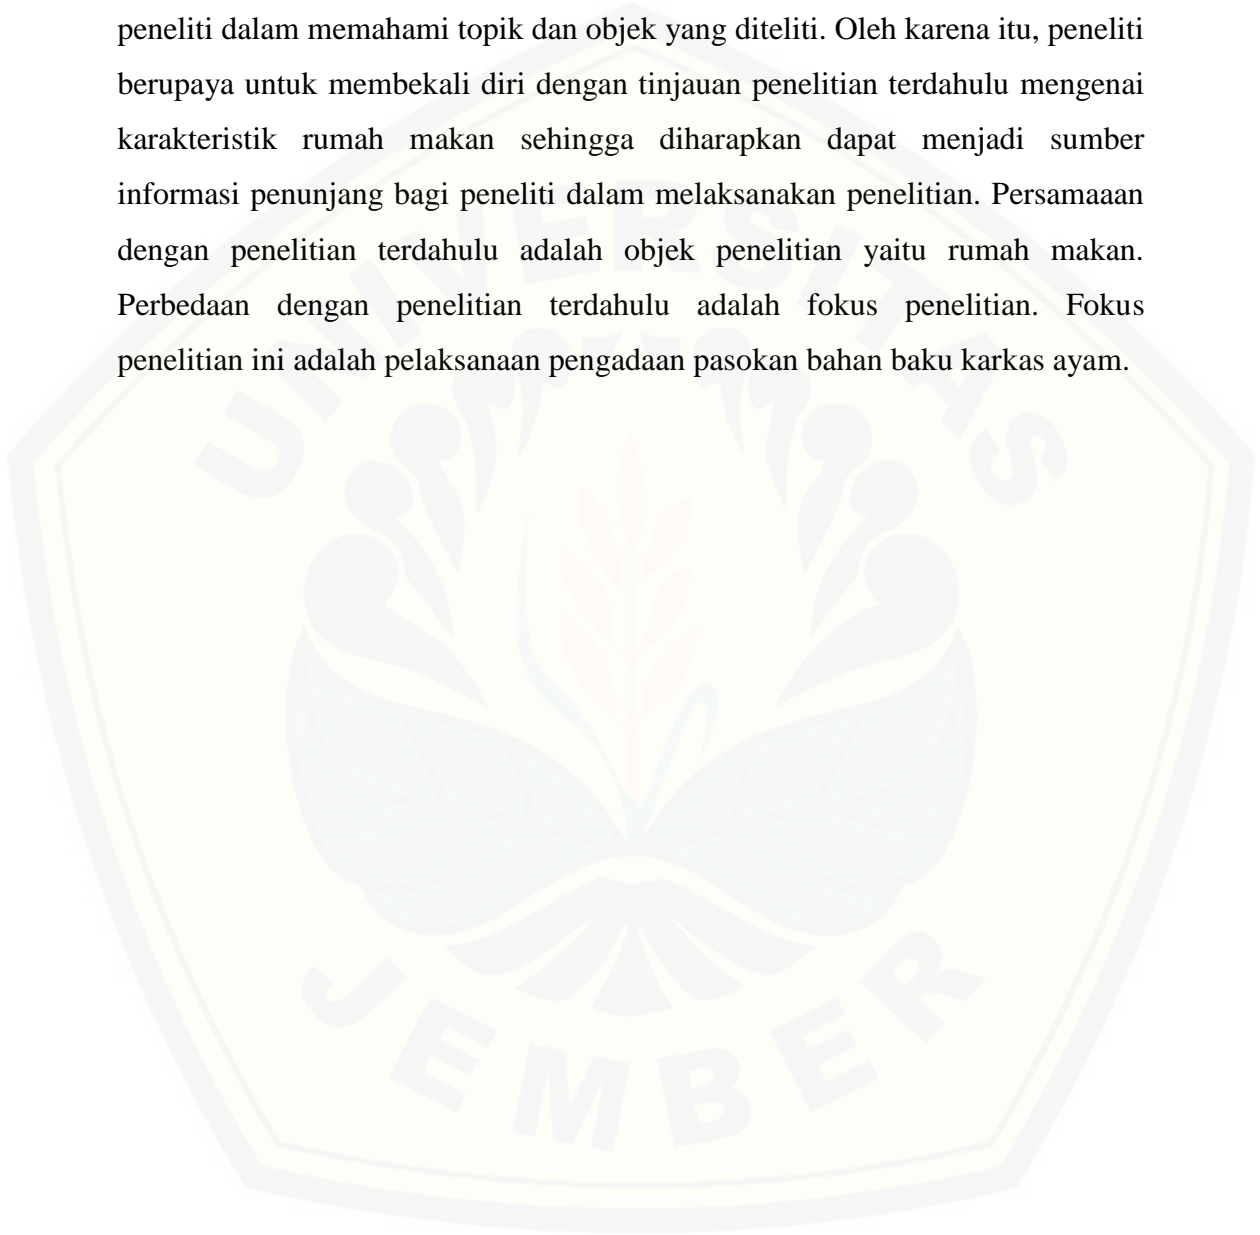 peneliti dalam memahami topik dan objek yang diteliti. Oleh karena itu, peneliti
berupaya untuk membekali diri dengan tinjauan penelitian terdahulu mengenai
karakteristik rumah makan sehingga diharapkan dapat menjadi sumber
informasi penunjang bagi peneliti dalam melaksanakan penelitian. Persamaaan
dengan penelitian terdahulu adalah objek penelitian yaitu rumah makan.
Perbedaan dengan penelitian terdahulu adalah fokus penelitian. Fokus
penelitian ini adalah pelaksanaan pengadaan pasokan bahan baku karkas ayam.
UNIVERSITAS
JEMBER